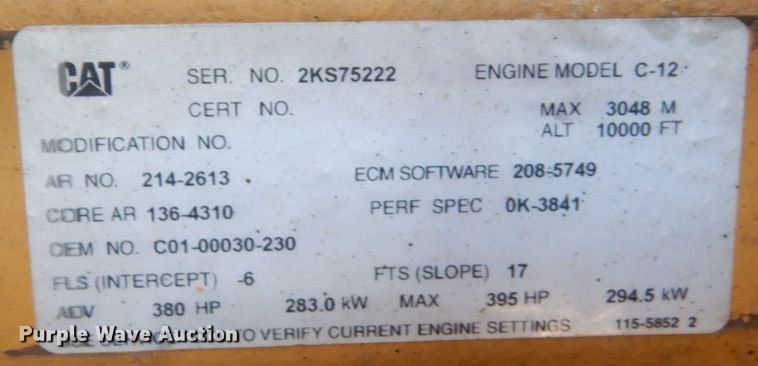 CAT® SER. NO. 2KS75222 ENGINE MODEL C-12
CERT NO. MAX 3048 M
ALT 10000 FT
MODIFICATION NO.
AR NO. 214-2613 ECM SOFTWARE 208-5749
CORE AR 136-4310 PERF SPEC 0K-3841
OEM NO. C01-00030-230
FLS (INTERCEPT) -6 FTS (SLOPE) 17
ADV 380 HP 283.0 kW MAX 395 HP 294.5 kW
TO VERIFY CURRENT ENGINE SETTINGS 115-5852 2
Purple Wave Auction